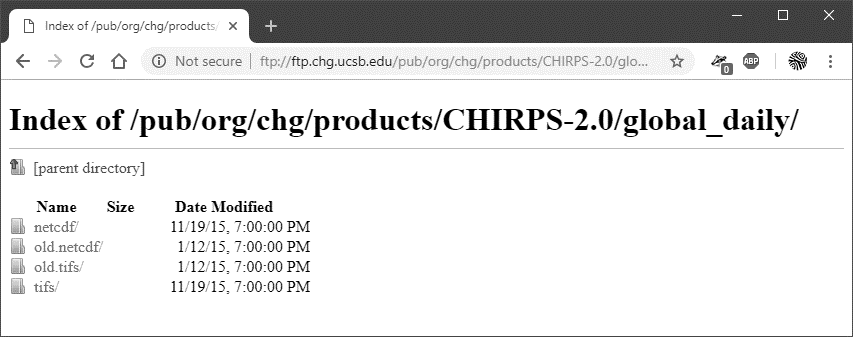 Index of /pub/org/chg/products/
Not secure | ftp://ftp.chg.ucsb.edu/pub/org/chg/products/CHIRPS-2.0/glo...
0
ABP
Index of /pub/org/chg/products/CHIRPS-2.0/global_daily/
[parent directory]
Name Size Date Modified
netcdf/ 11/19/15, 7:00:00 PM
old.netcdf/ 1/12/15, 7:00:00 PM
old.tifs/ 1/12/15, 7:00:00 PM
tifs/ 11/19/15, 7:00:00 PM